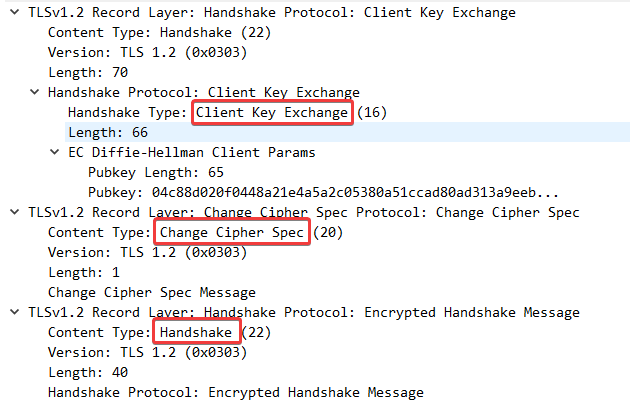 TLSv1.2 Record Layer: Handshake Protocol: Client Key Exchange
Content Type: Handshake (22)
Version: TLS 1.2 (0x0303)
Length: 70
Handshake Protocol: Client Key Exchange
Handshake Type: Client Key Exchange (16)
Length: 66
EC Diffie-Hellman Client Params
Pubkey Length: 65
Pubkey: 04c88d020f0448a21e4a5a2c05380a51ccad80ad313a9eeb...
TLSv1.2 Record Layer: Change Cipher Spec Protocol: Change Cipher Spec
Content Type: Change Cipher Spec (20)
Version: TLS 1.2 (0x0303)
Length: 1
Change Cipher Spec Message
TLSv1.2 Record Layer: Handshake Protocol: Encrypted Handshake Message
Content Type: Handshake (22)
Version: TLS 1.2 (0x0303)
Length: 40
Handshake Protocol: Encrypted Handshake Message